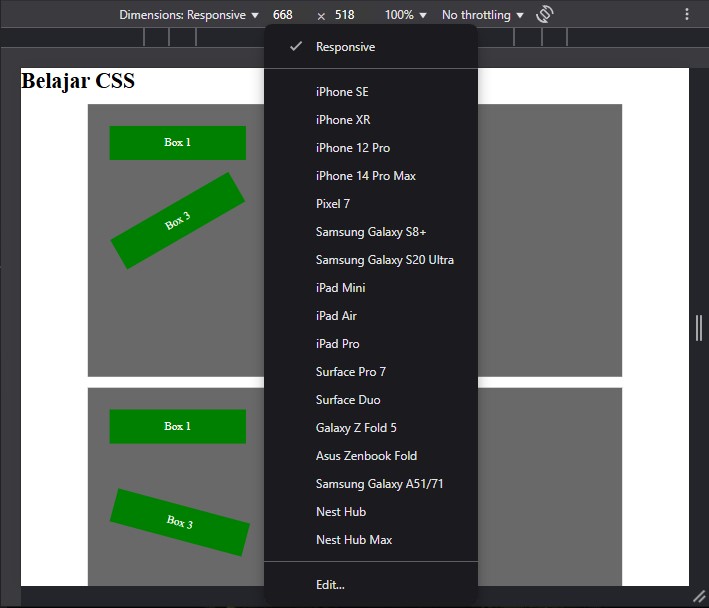 Dimensions: Responsive 668 × 518 100% No throttling
Responsive
Belajar CSS
iPhone SE
iPhone XR
Box 1
iPhone 12 Pro
iPhone 14 Pro Max
Pixel 7
Box 3
Samsung Galaxy S8+
Samsung Galaxy S20 Ultra
iPad Mini
iPad Air
iPad Pro
Surface Pro 7
Surface Duo
Box 1
Galaxy Z Fold 5
Asus Zenbook Fold
Samsung Galaxy A51/71
Nest Hub
Box 3
Nest Hub Max
Edit...